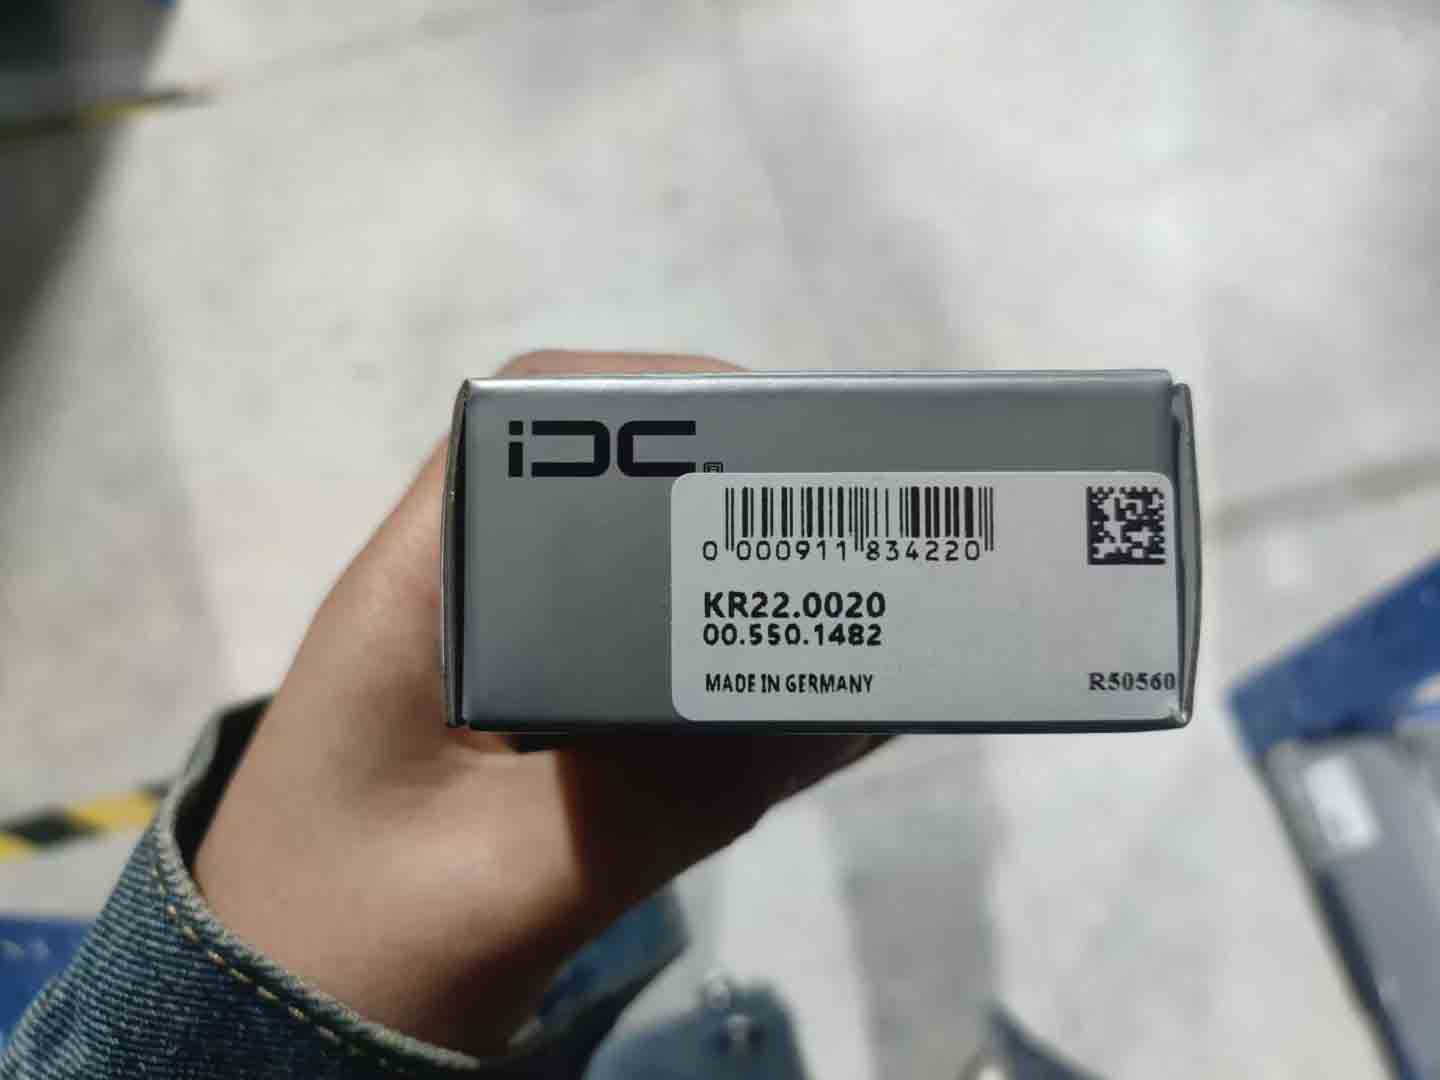 iDC
0 000911 834220
KR22.0020
00.550.1482
MADE IN GERMANY
R50560